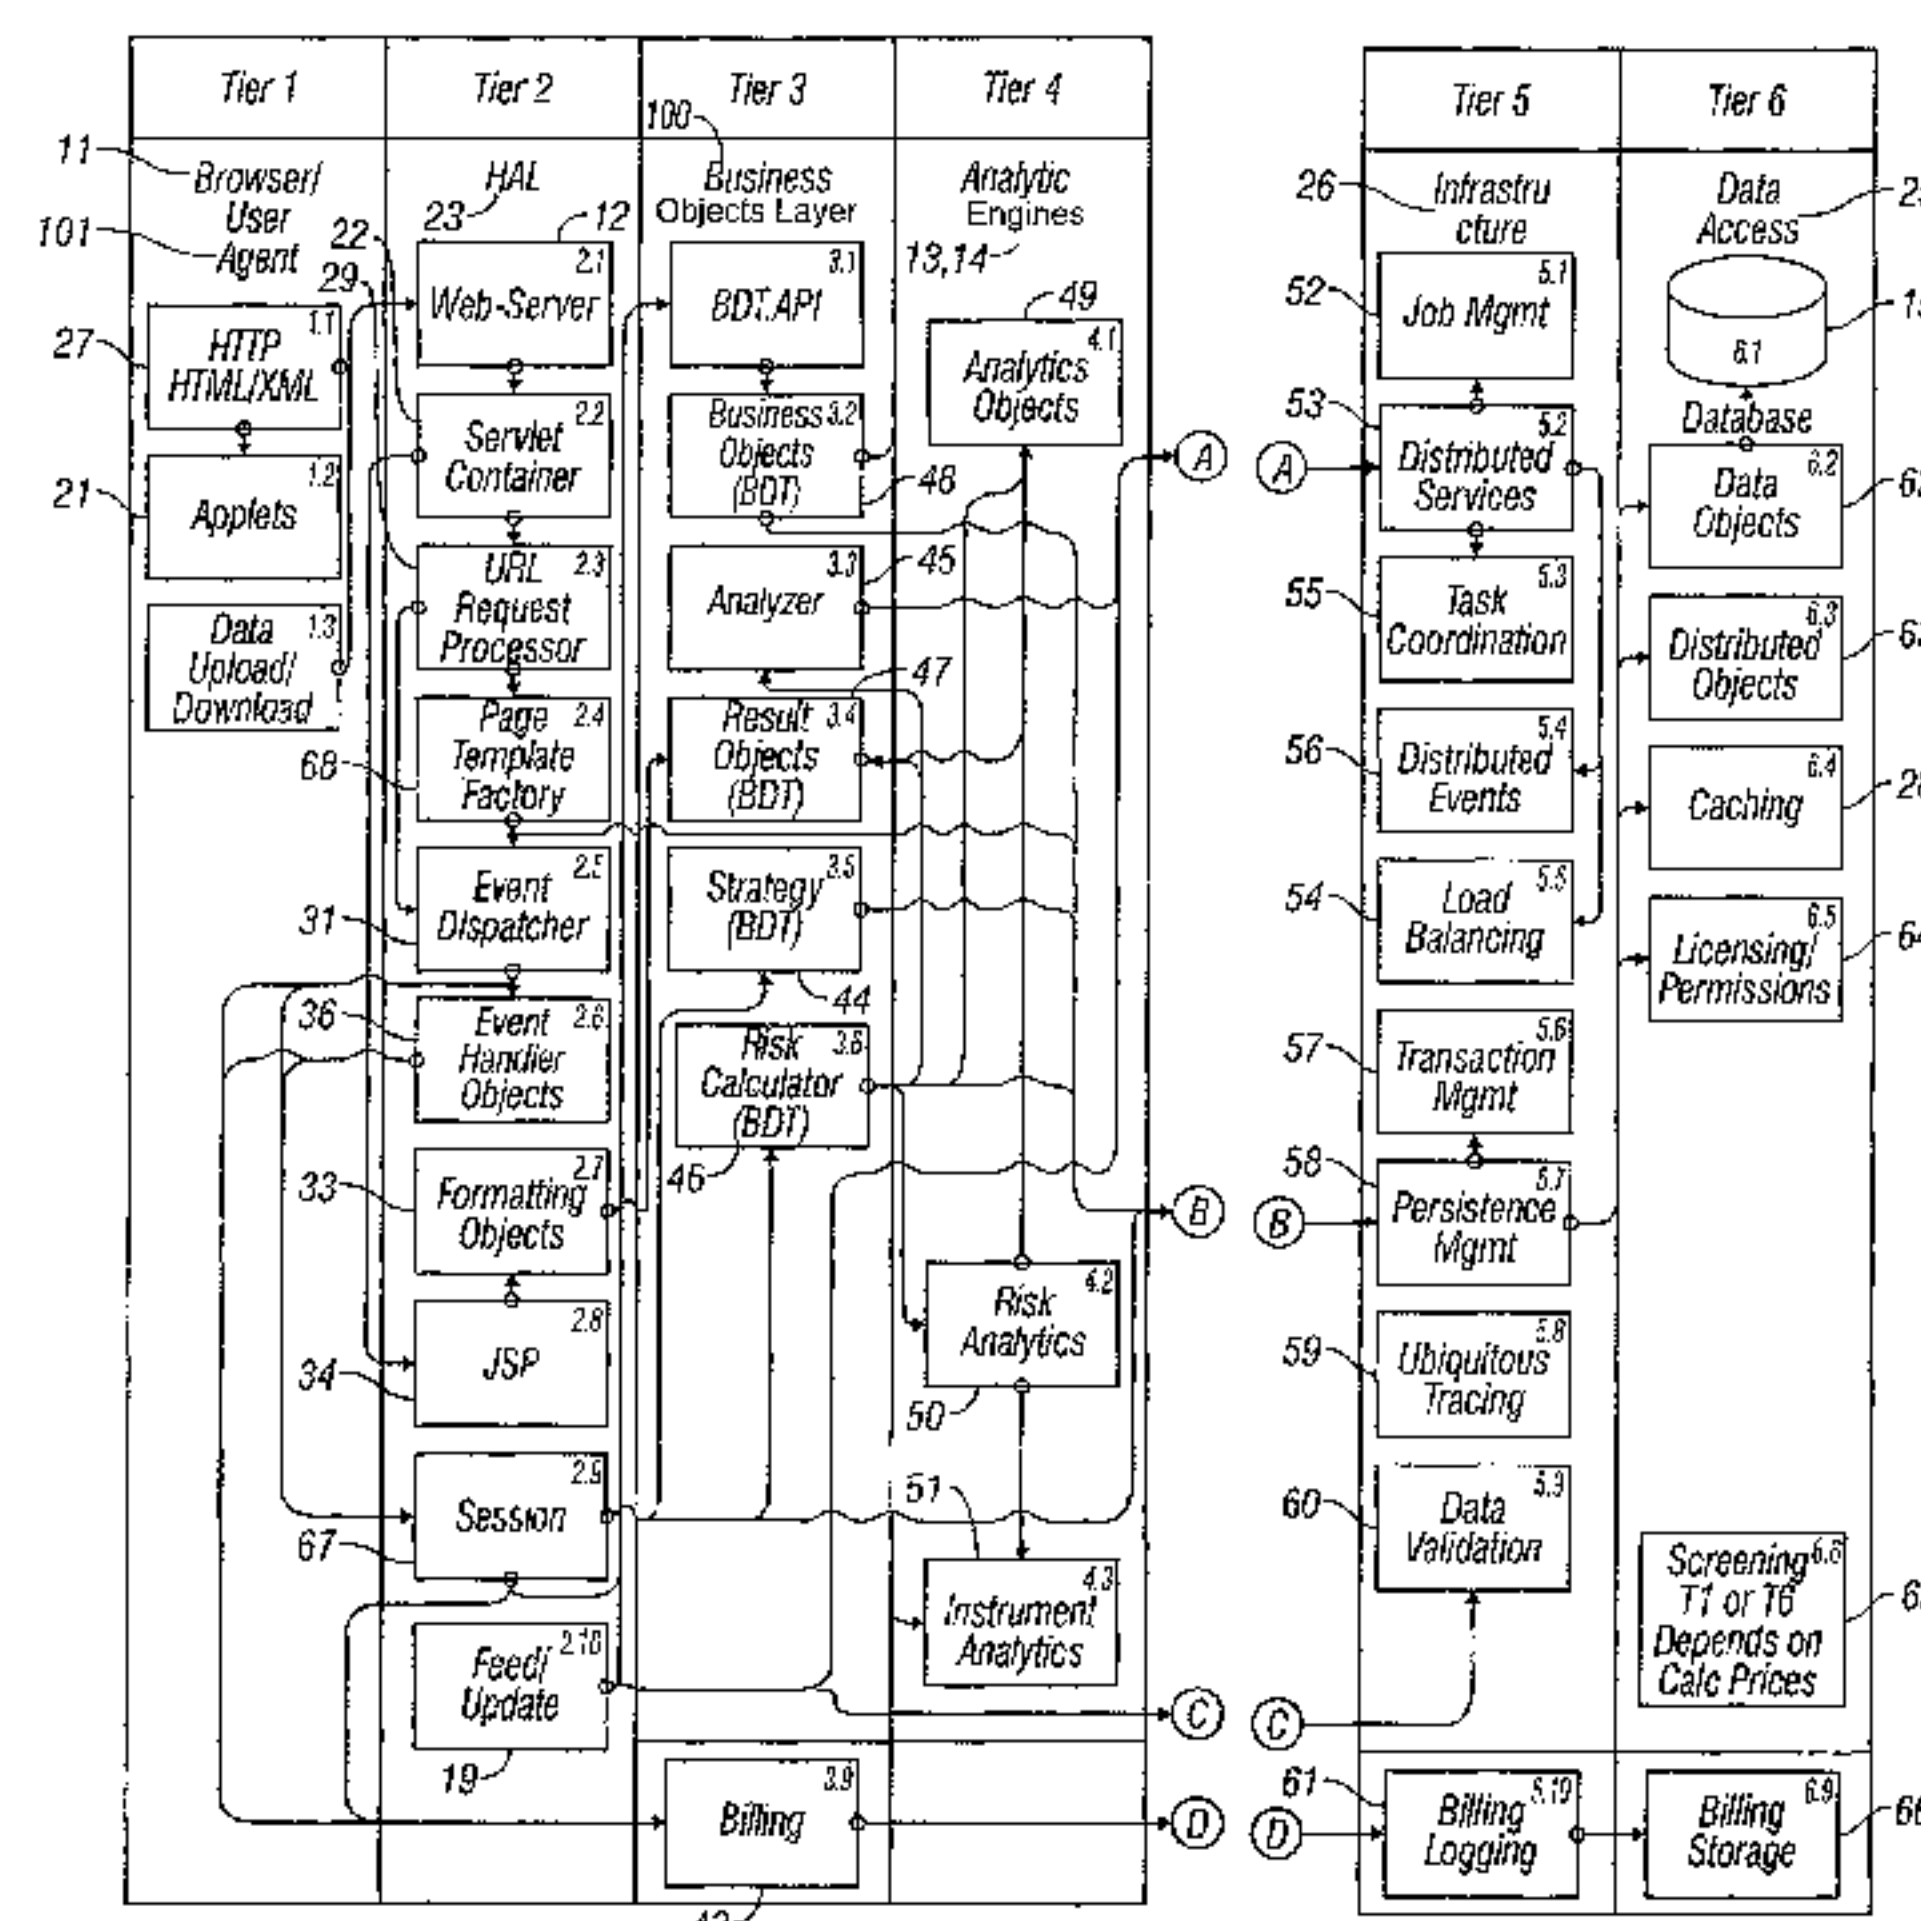 Tier 1
Tier 2
Tier 3
Tier 4
11
Browser/
User
Agent
101
HAL
23
12
22
29
100
Business
Objects Layer
Analytic
Engines
13,14
1.1
HTTP
HTML/XML
27
1.2
Applets
21
1.3
Data
Upload/
Download
2.1
Web-Server
2.2
Servlet
Container
2.3
URL
Request
Processor
2.4
Page
Template
Factory
68
2.5
Event
Dispatcher
31
2.6
Event
Handler
Objects
36
2.7
Formatting
Objects
33
2.8
JSP
34
2.9
Session
67
2.10
Feed/
Update
19
3.1
BDT.API
3.2
Business
Objects
(BDT)
48
3.3
Analyzer
45
3.4
Result
Objects
(BDT)
47
3.5
Strategy
(BDT)
44
3.6
Risk
Calculator
(BDT)
46
3.9
Billing
49
4.1
Analytics
Objects
4.2
Risk
Analytics
50
51
4.3
Instrument
Analytics
A
B
C
D
Tier 5
Tier 6
26
Infrastru
cture
Data
Access
5.1
Job Mgmt
52
5.2
Distributed
Services
53
A
5.3
Task
Coordination
55
5.4
Distributed
Events
56
5.5
Load
Balancing
54
5.6
Transaction
Mgmt
57
5.7
Persistence
Mgmt
58
B
5.8
Ubiquitous
Tracing
59
5.9
Data
Validation
60
C
5.10
Billing
Logging
61
D
6.1
Database
6.2
Data
Objects
6.3
Distributed
Objects
6.4
Caching
6.5
Licensing/
Permissions
Screening
T1 or T6
Depends on
Calc Prices
6.9
Billing
Storage